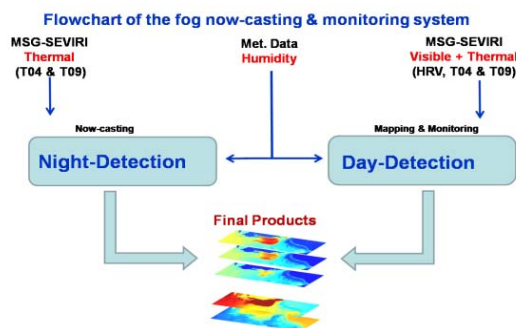 Flowchart of the fog now-casting & monitoring system
MSG-SEVIRI
Thermal
(T04 & T09)
Met. Data
Humidity
MSG-SEVIRI
Visible + Thermal
(HRV, T04 & T09)
Now-casting
Night-Detection
Mapping & Monitoring
Day-Detection
Final Products